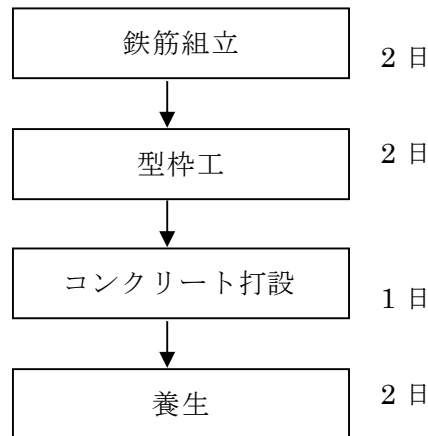 鉄筋組立
2 日
型枠工
2 日
コンクリート打設
1 日
養生
2 日